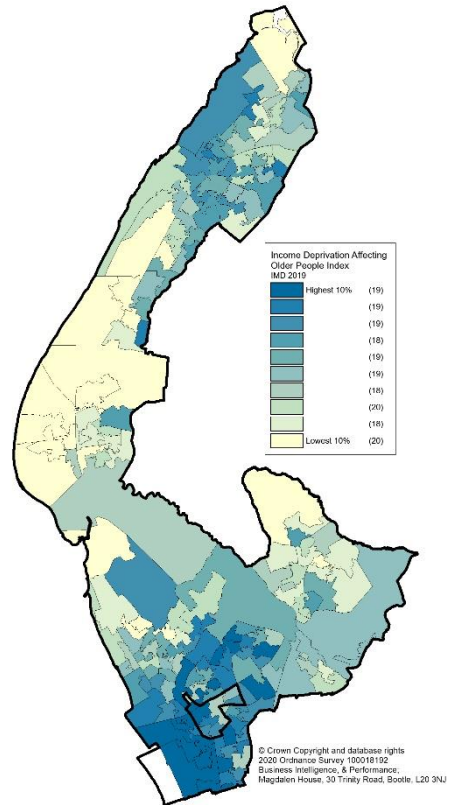 Income Deprivation Affecting
Older People Index
IMD 2019
Highest 10% (19)
(19)
(19)
(18)
(19)
(19)
(18)
(20)
(18)
Lowest 10% (20)
© Crown Copyright and database rights
2020 Ordnance Survey 100018192
Business Intelligence, & Performance,
Magdalen House, 30 Trinity Road, Bootle, L20 3NJ